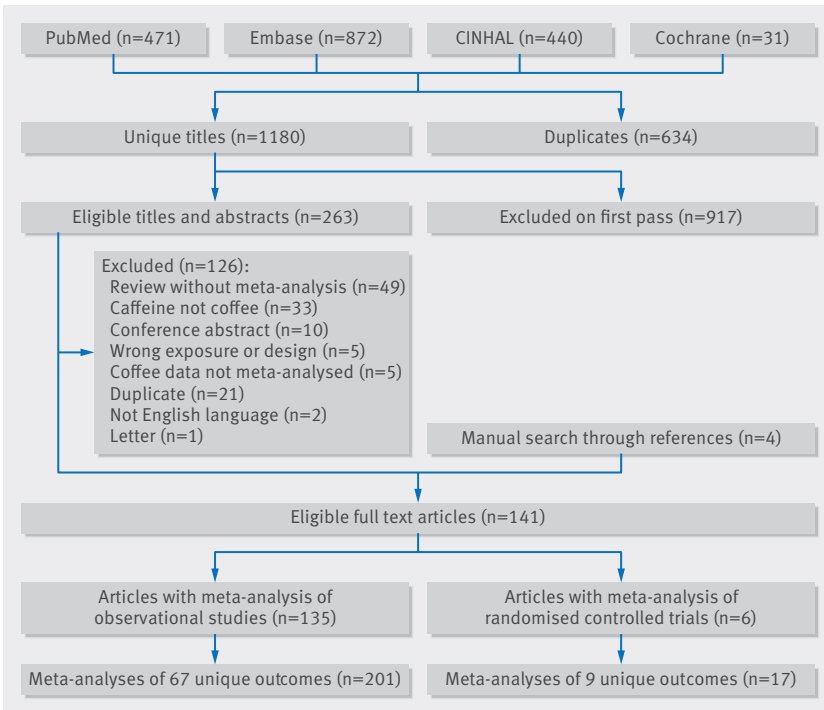 PubMed (n=471)
Embase (n=872)
CINHAL (n=440)
Cochrane (n=31)
Unique titles (n=1180)
Duplicates (n=634)
Eligible titles and abstracts (n=263)
Excluded on first pass (n=917)
Excluded (n=126):
Review without meta-analysis (n=49)
Caffeine not coffee (n=33)
Conference abstract (n=10)
Wrong exposure or design (n=5)
Coffee data not meta-analysed (n=5)
Duplicate (n=21)
Not English language (n=2)
Letter (n=1)
Manual search through references (n=4)
Eligible full text articles (n=141)
Articles with meta-analysis of
observational studies (n=135)
Articles with meta-analysis of
randomised controlled trials (n=6)
Meta-analyses of 67 unique outcomes (n=201)
Meta-analyses of 9 unique outcomes (n=17)